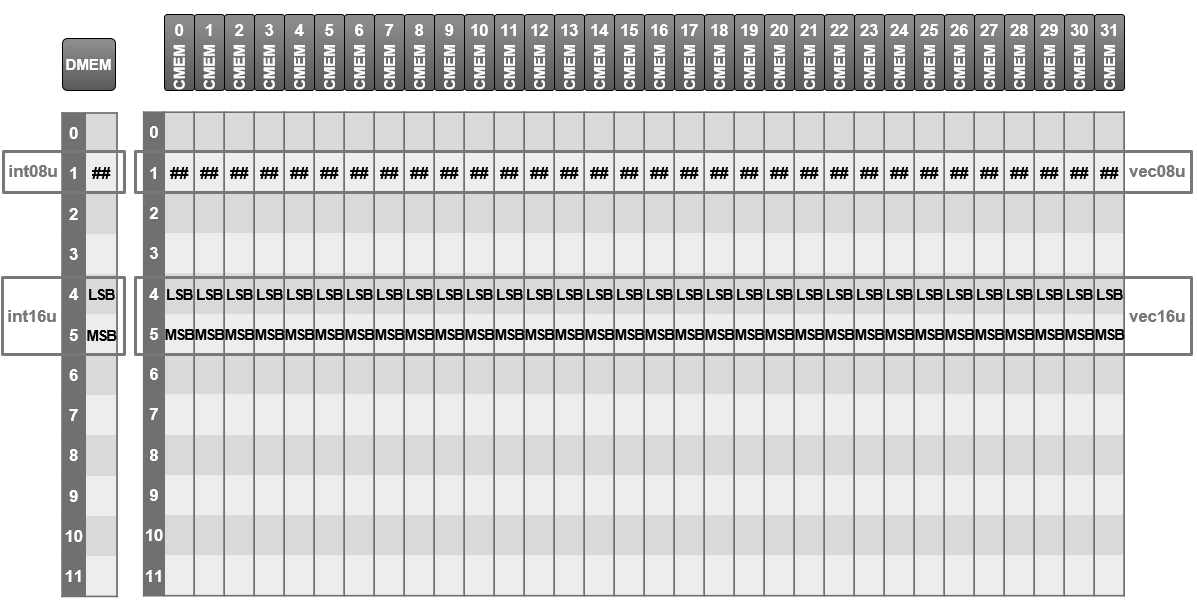 0 1 2 3 4 5 6 7 8 9 10 11 12 13 14 15 16 17 18 19 20 21 22 23 24 25 26 27 28 29 30 31
DMEM CMEM CMEM CMEM CMEM CMEM CMEM CMEM CMEM CMEM CMEM CMEM CMEM CMEM CMEM CMEM CMEM CMEM CMEM CMEM CMEM CMEM CMEM CMEM CMEM CMEM CMEM CMEM CMEM CMEM CMEM CMEM CMEM
0 0
int08u 1 ## 1 ## ## ## ## ## ## ## ## ## ## ## ## ## ## ## ## ## ## ## ## ## ## ## ## ## ## ## ## ## ## ## ## vec08u
2 2
3 3
4 LSB 4 LSB LSB LSB LSB LSB LSB LSB LSB LSB LSB LSB LSB LSB LSB LSB LSB LSB LSB LSB LSB LSB LSB LSB LSB LSB LSB LSB LSB LSB LSB LSB LSB
int16u vec16u
5 MSB 5 MSB MSB MSB MSB MSB MSB MSB MSB MSB MSB MSB MSB MSB MSB MSB MSB MSB MSB MSB MSB MSB MSB MSB MSB MSB MSB MSB MSB MSB MSB MSB MSB
6 6
7 7
8 8
9 9
10 10
11 11